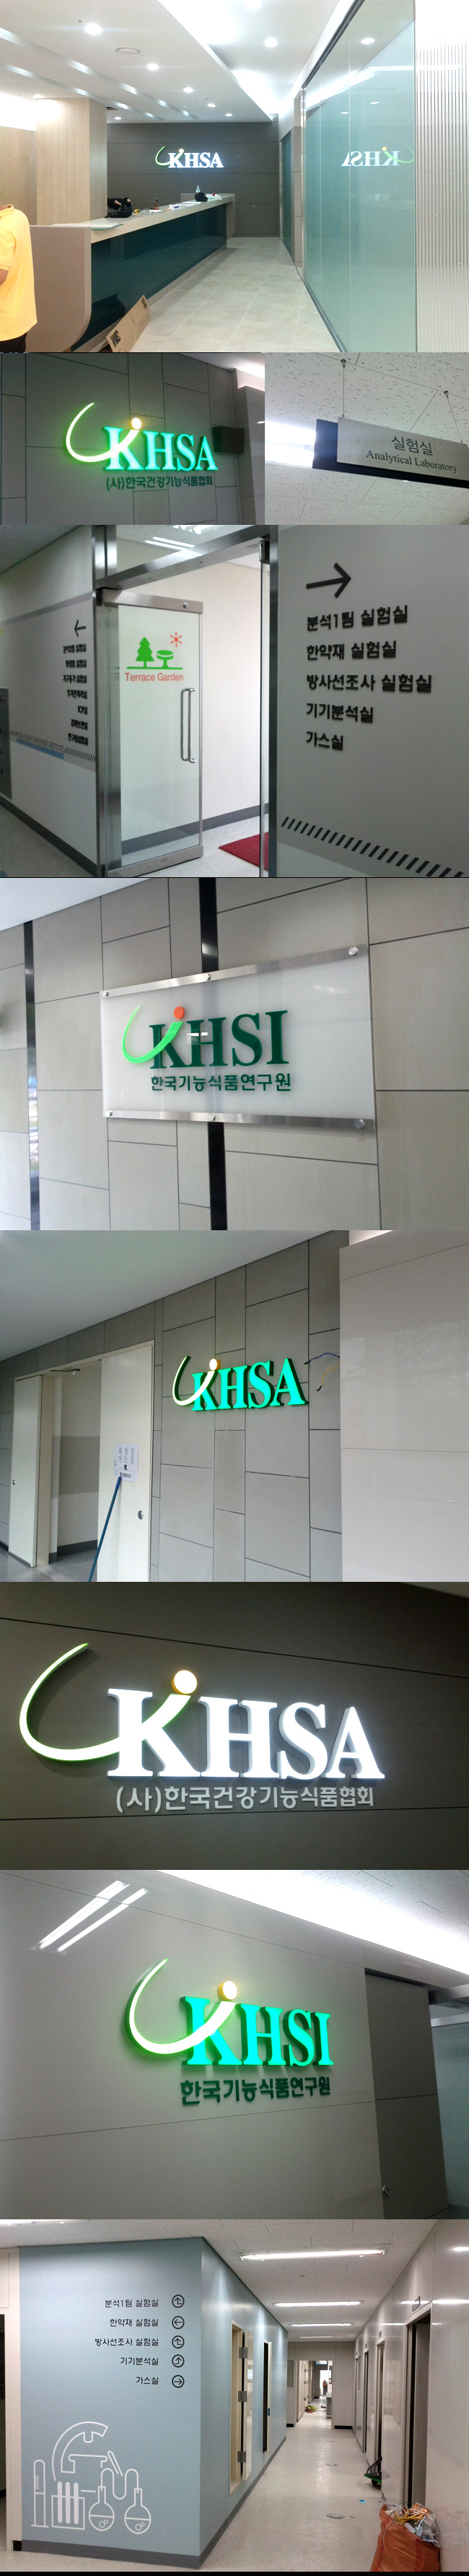 KHSA
KHSA
KHSA
(사)한국건강기능식품협회
실험실
Analytical Laboratory
Terrace Garden
분석1팀 실험실
한약재 실험실
방사선조사 실험실
기기분석실
가스실
KHSI
한국기능식품연구원
KHSA
KHSA
(사)한국건강기능식품협회
KHSI
한국기능식품연구원
분석1팀 실험실
한약재 실험실
방사선조사 실험실
기기분석실
가스실